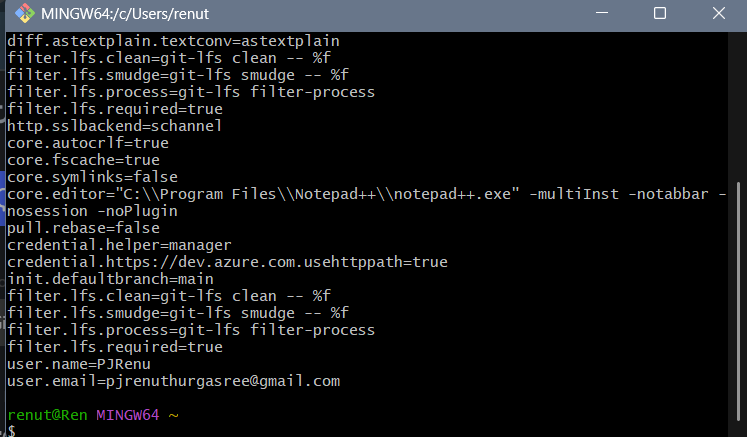 MINGW64:/c/Users/renut
diff.astextplain.textconv=astextplain
filter.lfs.clean=git-lfs clean -- %f
filter.lfs.smudge=git-lfs smudge -- %f
filter.lfs.process=git-lfs filter-process
filter.lfs.required=true
http.sslbackend=schannel
core.autocrlf=true
core.fscache=true
core.symlinks=false
core.editor="C:\\Program Files\\Notepad++\\notepad++.exe" -multiInst -notabbar -
nosession -noPlugin
pull.rebase=false
credential.helper=manager
credential.https://dev.azure.com.usehttppath=true
init.defaultbranch=main
filter.lfs.clean=git-lfs clean -- %f
filter.lfs.smudge=git-lfs smudge -- %f
filter.lfs.process=git-lfs filter-process
filter.lfs.required=true
user.name=PJRenu
user.email=pjrenuthurgasree@gmail.com
renut@Ren MINGW64 ~
$